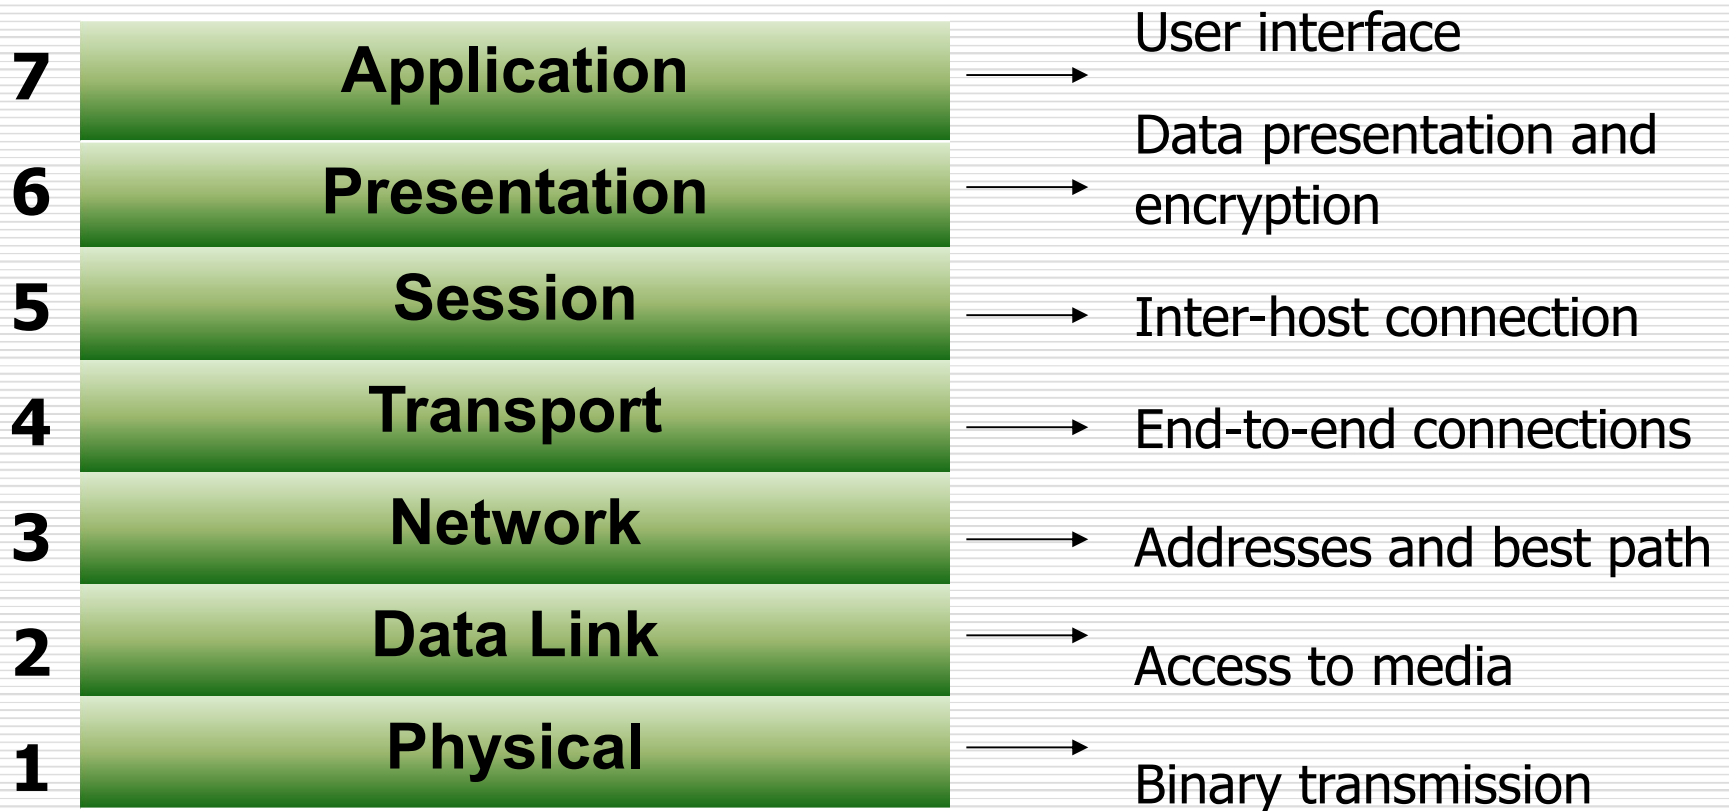 7 Application User interface
6 Presentation Data presentation and
encryption
5 Session Inter-host connection
4 Transport End-to-end connections
3 Network Addresses and best path
2 Data Link Access to media
1 Physical Binary transmission